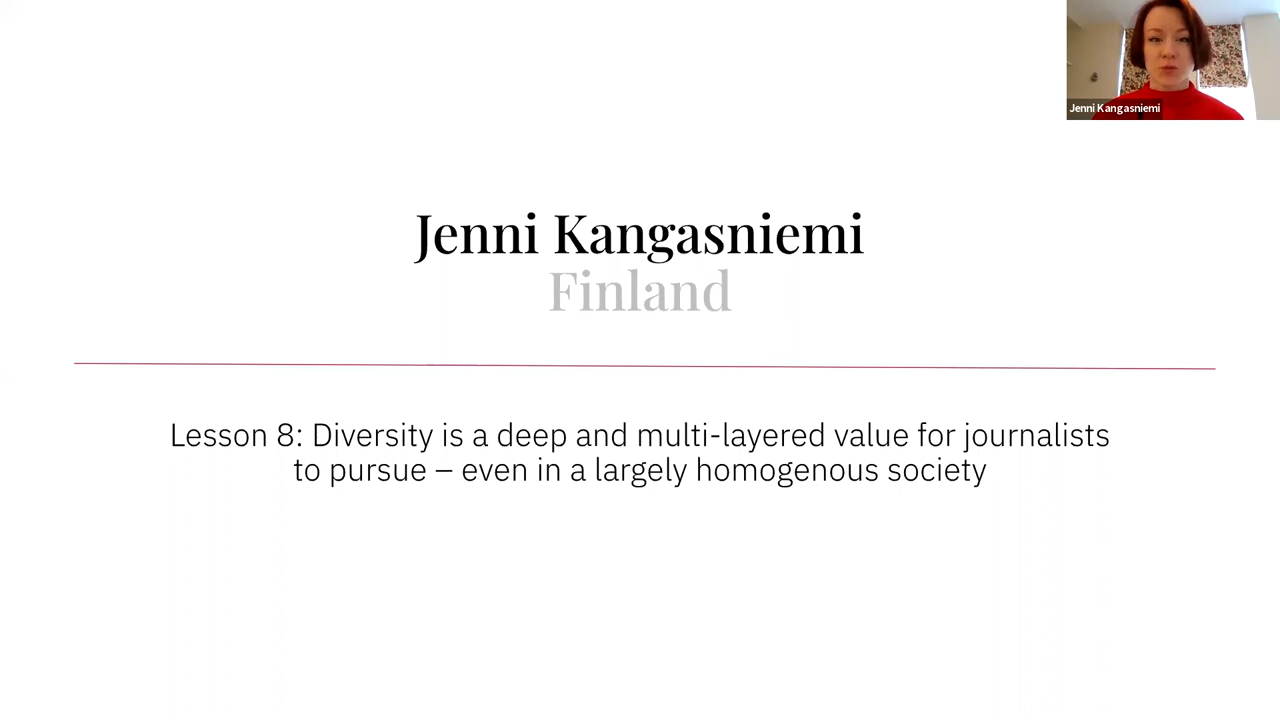 Jenni Kangasniemi
Jenni Kangasniemi
Finland
Lesson 8: Diversity is a deep and multi-layered value for journalists
to pursue – even in a largely homogenous society